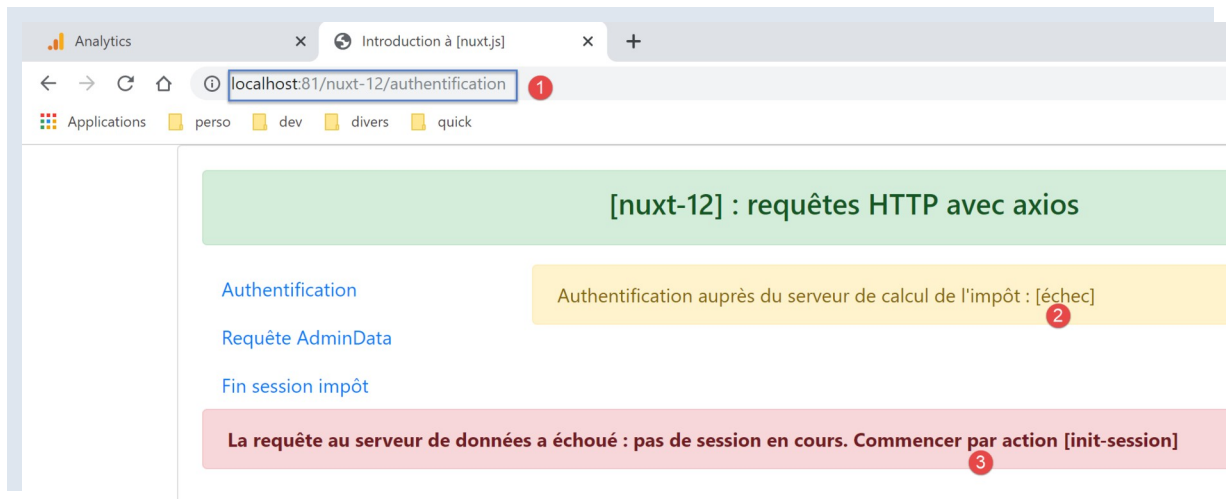 Analytics
Introduction à [nuxt.js]
localhost:81/nuxt-12/authentification
1
Applications perso dev divers quick
[nuxt-12] : requêtes HTTP avec axios
Authentification
Authentification auprès du serveur de calcul de l'impôt : [échec]
2
Requête AdminData
Fin session impôt
La requête au serveur de données a échoué : pas de session en cours. Commencer par action [init-session]
3